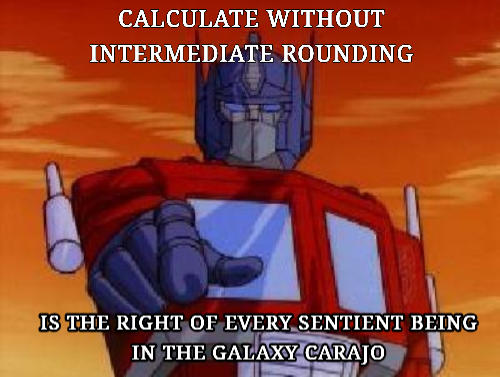 CALCULATE WITHOUT
INTERMEDIATE ROUNDING
IS THE RIGHT OF EVERY SENTIENT BEING
IN THE GALAXY CARAJO